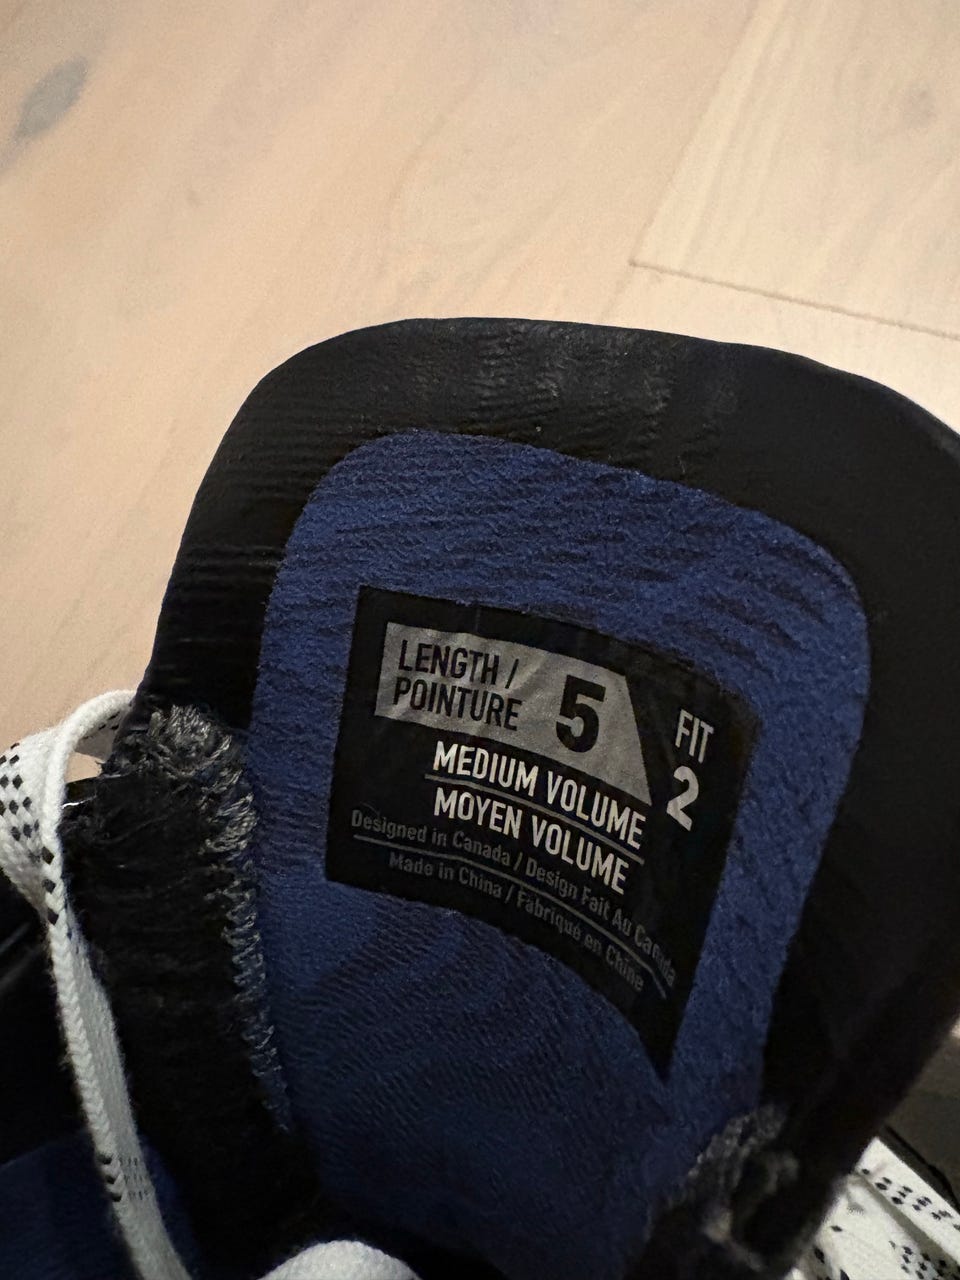 LENGTH /
POINTURE
5
FIT
2
MEDIUM VOLUME
MOYEN VOLUME
Designed in Canada / Design Fait Au Canada
Made in China / Fabriqué en Chine